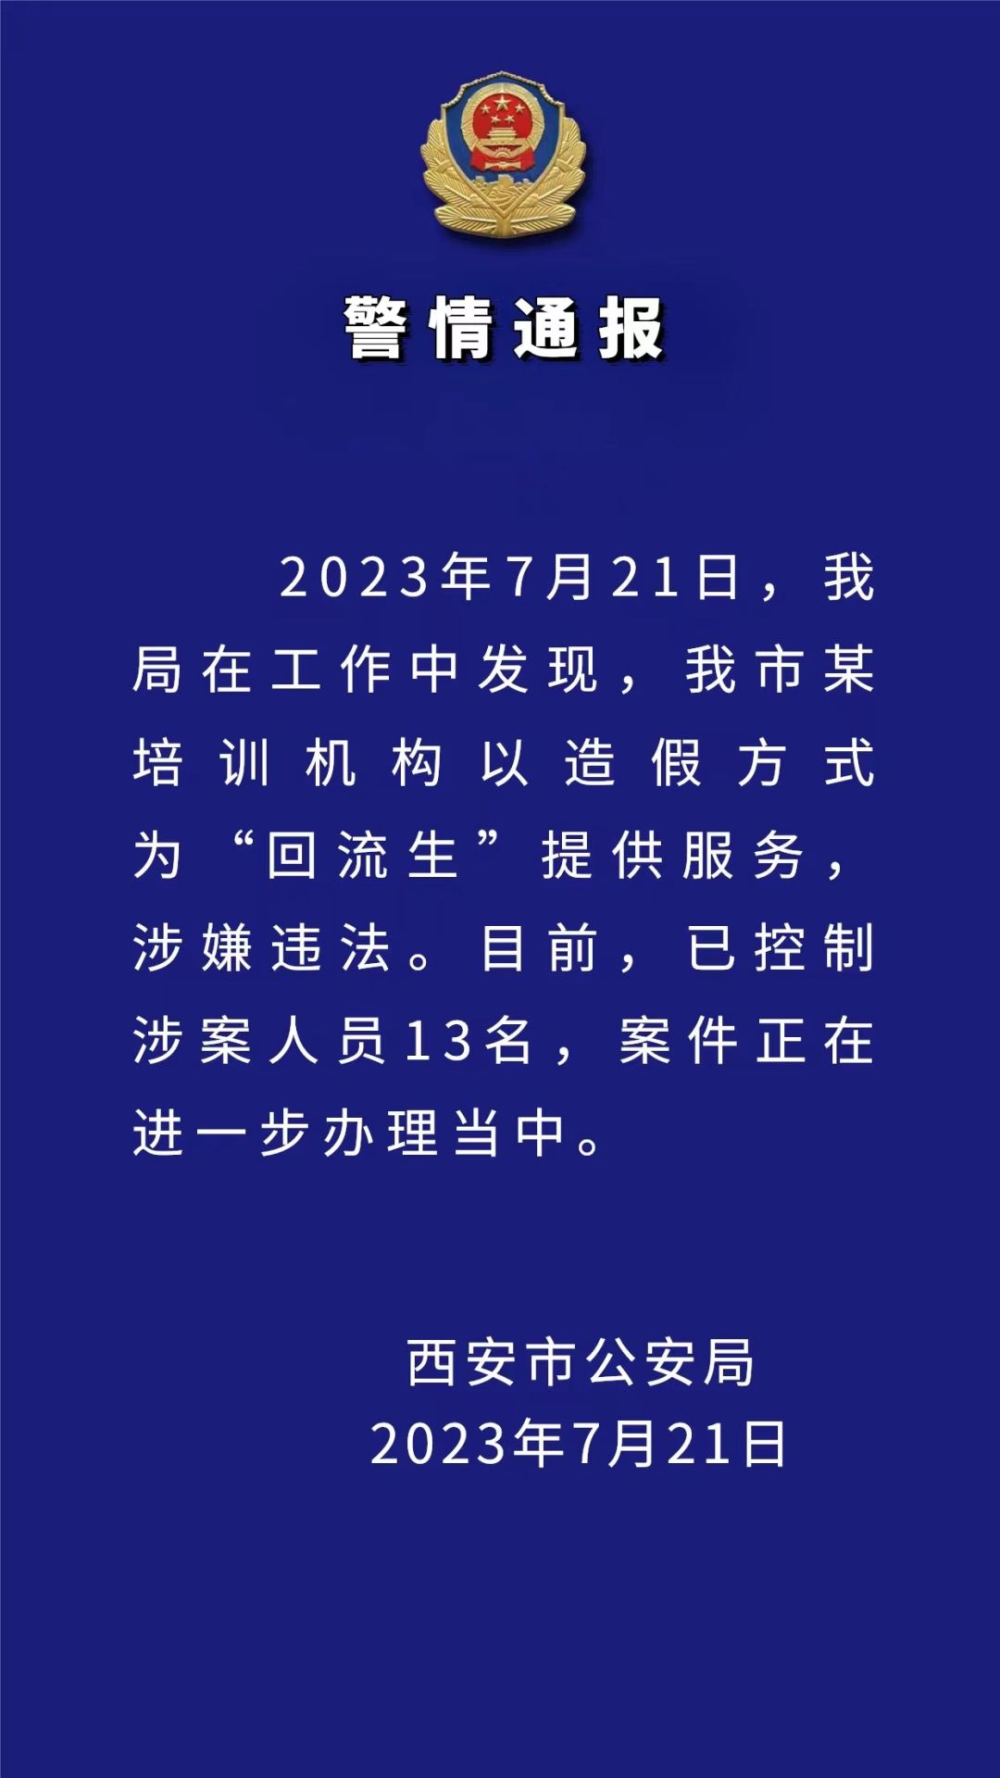 警情通报
2023年7月21日，我
局在工作中发现，我市某
培训机构以造假方式
为“回流生”提供服务，
涉嫌违法。目前，已控制
涉案人员13名，案件正在
进一步办理当中。
西安市公安局
2023年7月21日